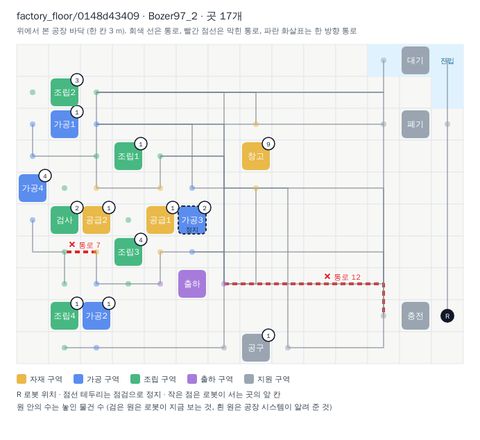 factory_floor/0148d43409 · Bozer97_2 · 곳 17개
위에서 본 공장 바닥 (한 칸 3 m). 회색 선은 통로, 빨간 점선은 막힌 통로, 파란 화살표는 한 방향 통로
대기
진입
조립2 3
가공1 1
폐기
조립1 1
창고 9
가공4 4
검사 2
공급2 1
공급1 1
가공3 2
정지
✖ 통로 7
조립3 4
출하
✖ 통로 12
조립4 1
가공2 1
충전
R
공구 1
자재 구역
가공 구역
조립 구역
출하 구역
지원 구역
R 로봇 위치 · 점선 테두리는 점검으로 정지 · 작은 점은 로봇이 서는 곳의 앞 칸
원 안의 수는 놓인 물건 수 (검은 원은 로봇이 지금 보는 것, 흰 원은 공장 시스템이 알려 준 것)